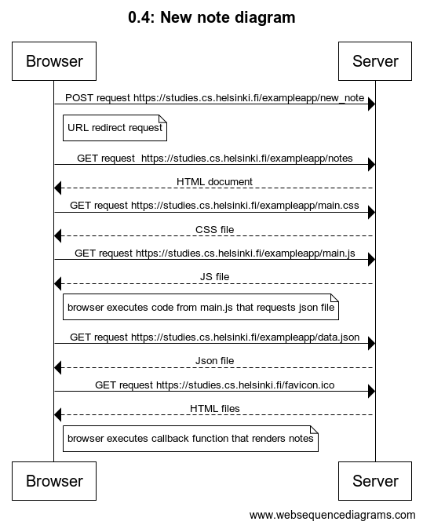 0.4: New note diagram
Browser
Server
POST request https://studies.cs.helsinki.fi/exampleapp/new_note
URL redirect request
GET request  https://studies.cs.helsinki.fi/exampleapp/notes
HTML document
GET request https://studies.cs.helsinki.fi/exampleapp/main.css
CSS file
GET request https://studies.cs.helsinki.fi/exampleapp/main.js
JS file
browser executes code from main.js that requests json file
GET request https://studies.cs.helsinki.fi/exampleapp/data.json
Json file
GET request https://studies.cs.helsinki.fi/favicon.ico
HTML files
browser executes callback function that renders notes
Browser
Server
www.websequencediagrams.com